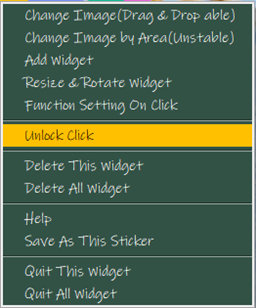 Change Image(Drag & Drop able)
Change Image by Area(Unstable)
Add Widget
Resize & Rotate Widget
Function Setting On Click
Unlock Click
Delete This Widget
Delete All Widget
Help
Save As This Sticker
Quit This Widget
Quit All Widget